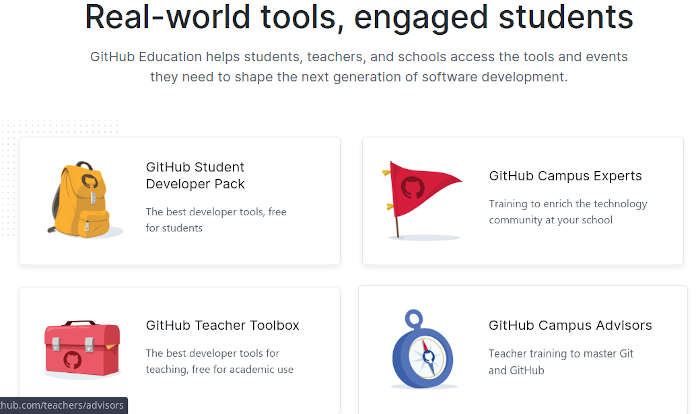 Real-world tools, engaged students
GitHub Education helps students, teachers, and schools access the tools and events
they need to shape the next generation of software development.
GitHub Student
Developer Pack
The best developer tools, free
for students
GitHub Campus Experts
Training to enrich the technology
community at your school
GitHub Teacher Toolbox
The best developer tools for
teaching, free for academic use
GitHub Campus Advisors
Teacher training to master Git
and GitHub
hub.com/teachers/advisors